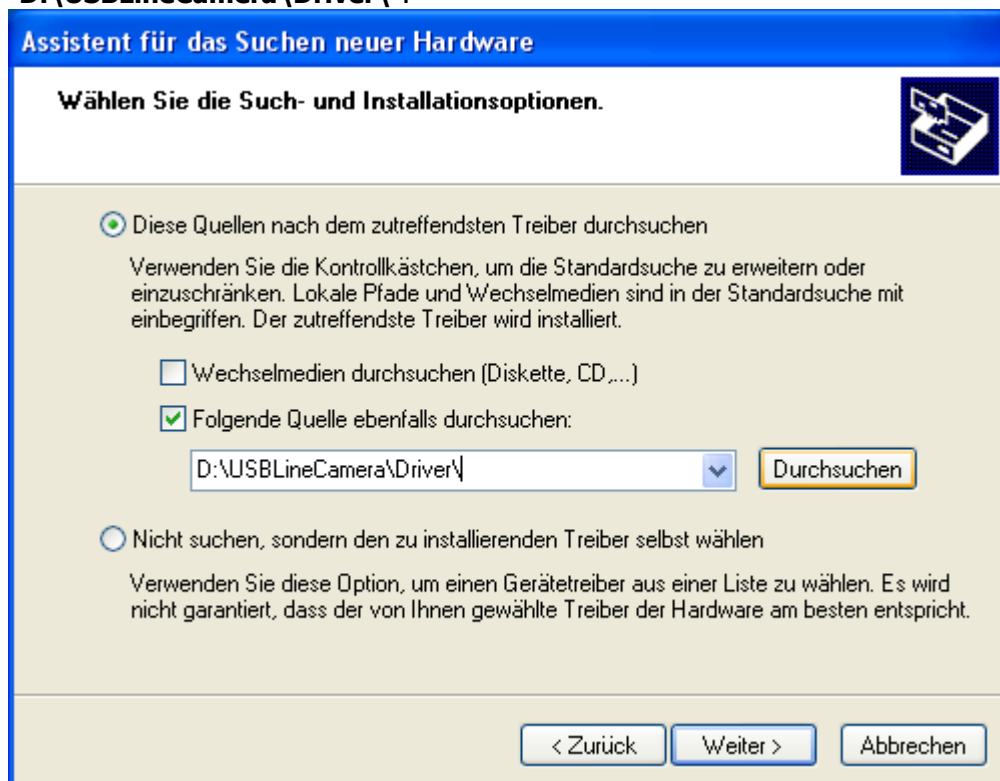 D:\USBLineCamera\Driver\
Assistent für das Suchen neuer Hardware
Wählen Sie die Such- und Installationsoptionen.
Diese Quellen nach dem zutreffendsten Treiber durchsuchen
Verwenden Sie die Kontrollkästchen, um die Standardsuche zu erweitern oder
einzuschränken. Lokale Pfade und Wechselmedien sind in der Standardsuche mit
einbegriffen. Der zutreffendste Treiber wird installiert.
Wechselmedien durchsuchen (Diskette, CD,...)
Folgende Quelle ebenfalls durchsuchen:
D:\USBLineCamera\Driver\
Durchsuchen
Nicht suchen, sondern den zu installierenden Treiber selbst wählen
Verwenden Sie diese Option, um einen Gerätetreiber aus einer Liste zu wählen. Es wird
nicht garantiert, dass der von Ihnen gewählte Treiber der Hardware am besten entspricht.
< Zurück
Weiter >
Abbrechen